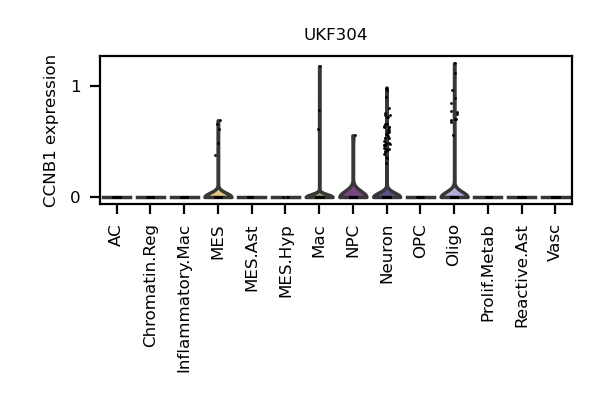 UKF304
CCNB1 expression
1
0
AC
Chromatin.Reg
Inflammatory.Mac
MES
MES.Ast
MES.Hyp
Mac
NPC
Neuron
OPC
Oligo
Prolif.Metab
Reactive.Ast
Vasc